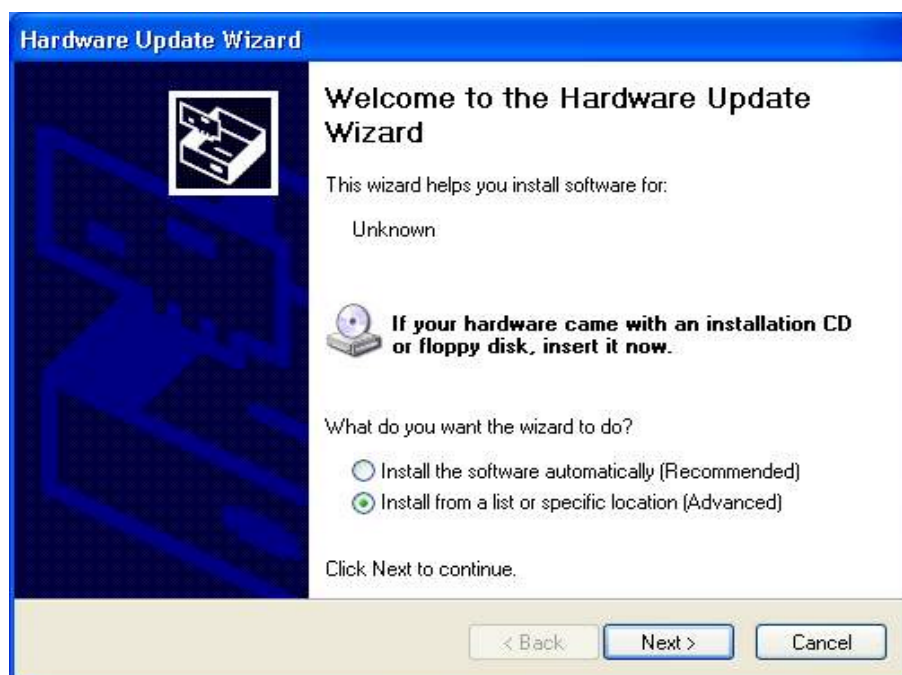 Hardware Update Wizard
Welcome to the Hardware Update
Wizard
This wizard helps you install software for:
Unknown
If your hardware came with an installation CD
or floppy disk, insert it now.
What do you want the wizard to do?
Install the software automatically (Recommended)
Install from a list or specific location (Advanced)
Click Next to continue.
< Back Next > Cancel